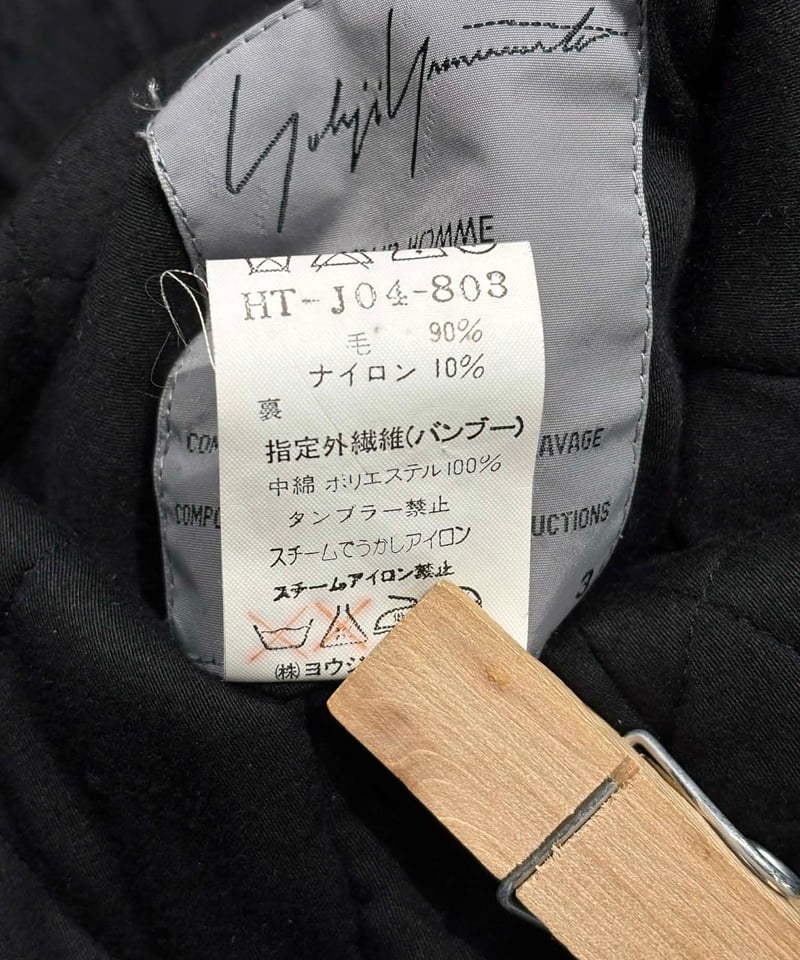 Yohji Yamamoto
POUR HOMME
HT-J04-803
毛 90%
ナイロン 10%
裏
指定外繊維(バンブー)
AVAGE
中綿 ポリエステル100%
タンブラー禁止
UCTIONS
スチームでうかしアイロン
スチームアイロン禁止
3
(株)ヨウジ